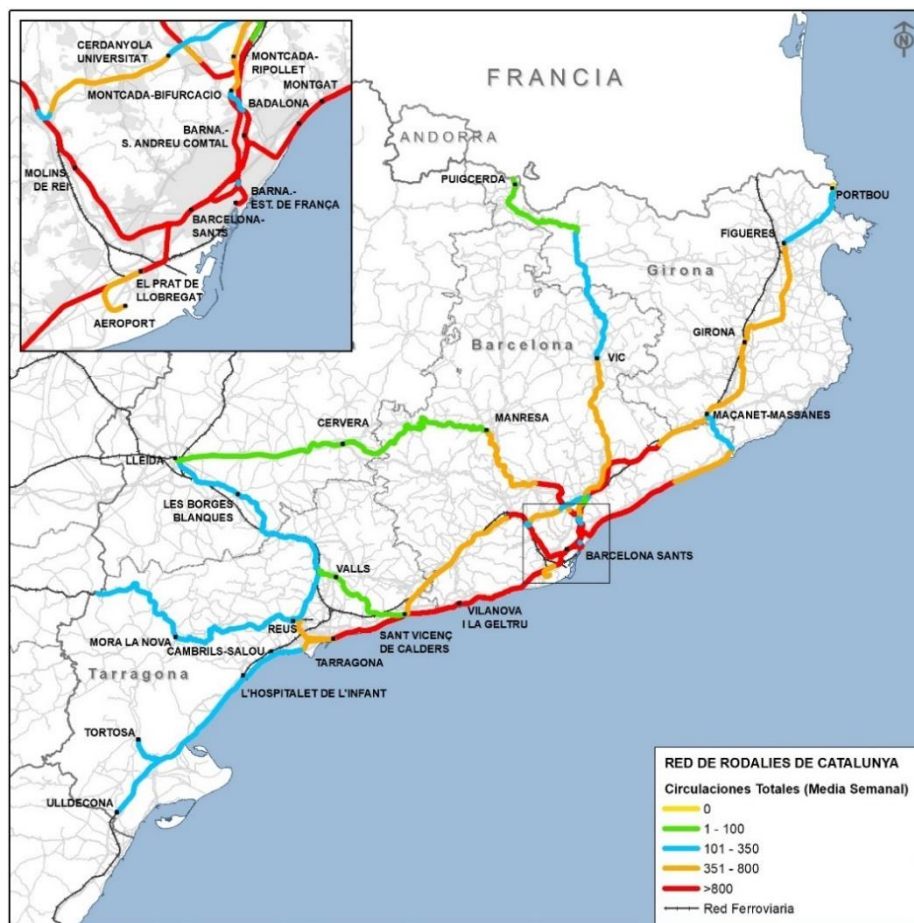 CERDANYOLA
UNIVERSITAT
MONTCADA-
RIPOLLET
MONTGAT
MONTCADA-BIFURCACIO
BADALONA
BARNA.-
S. ANDREU COMTAL
MOLINS
DE REI
BARNA.-
EST. DE FRANÇA
BARCELONA-
SANTS
EL PRAT DE
LLOBREGAT
AEROPORT
N
FRANCIA
ANDORRA
PUIGCERDA
PORTBOU
FIGUERES
Girona
Barcelona
GIRONA
VIC
MAÇANET-MASSANES
CERVERA
MANRESA
LLEIDA
LES BORGES
BLANQUES
BARCELONA SANTS
VALLS
VILANOVA
I LA GELTRU
REUS
SANT VICENÇ
DE CALDERS
MORA LA NOVA
CAMBRILS-SALOU
TARRAGONA
Tarragona
L'HOSPITALET DE L'INFANT
TORTOSA
ULLDECONA
RED DE RODALIES DE CATALUNYA
Circulaciones Totales (Media Semanal)
0
1 - 100
101 - 350
351 - 800
>800
Red Ferroviaria